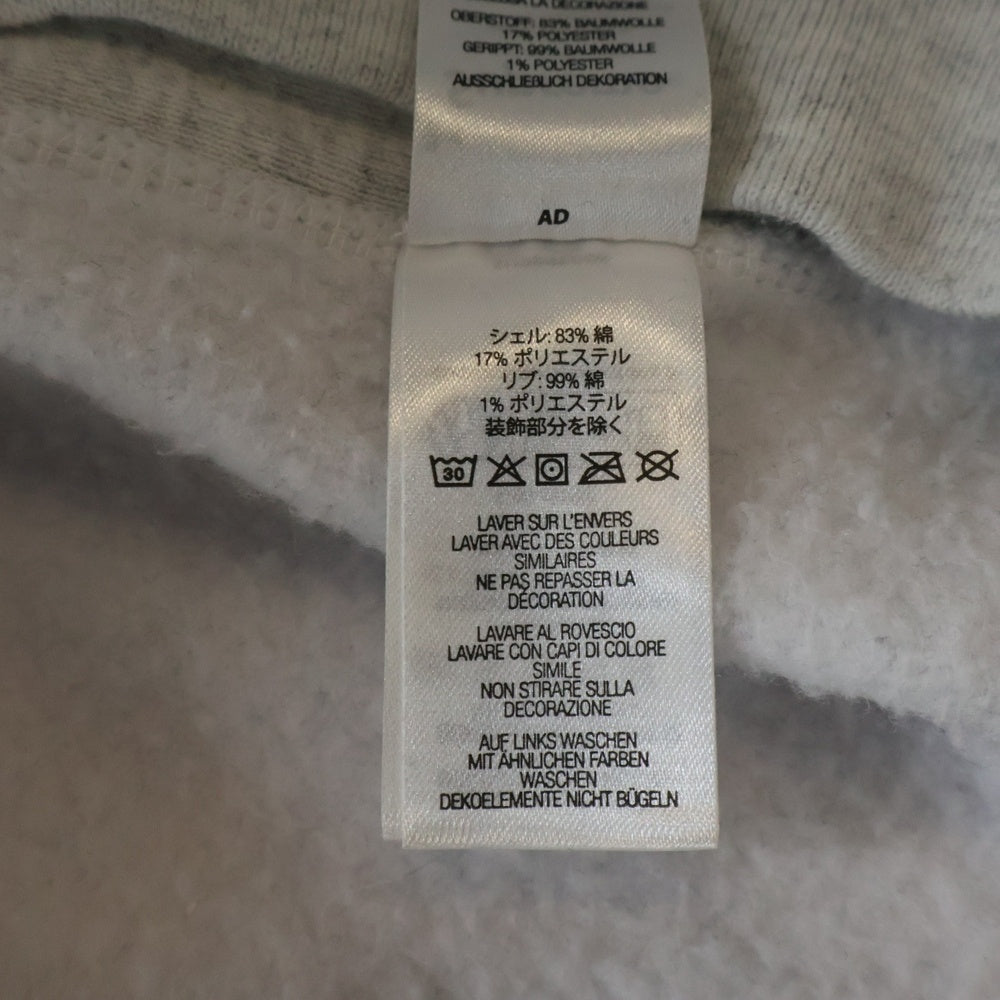 LA DECORAZIONE
OBERSTOFF: 83% BAUMWOLLE
17% POLYESTER
GERIPPT: 99% BAUMWOLLE
1% POLYESTER
AUSSCHLIEßLICH DEKORATION
AD
シェル: 83% 綿
17% ポリエステル
リブ: 99% 綿
1% ポリエステル
装飾部分を除く
30
LAVER SUR L'ENVERS
LAVER AVEC DES COULEURS
SIMILAIRES
NE PAS REPASSER LA
DÉCORATION
LAVARE AL ROVESCIO
LAVARE CON CAPI DI COLORE
SIMILE
NON STIRARE SULLA
DECORAZIONE
AUF LINKS WASCHEN
MIT ÄHNLICHEN FARBEN
WASCHEN
DEKOELEMENTE NICHT BÜGELN